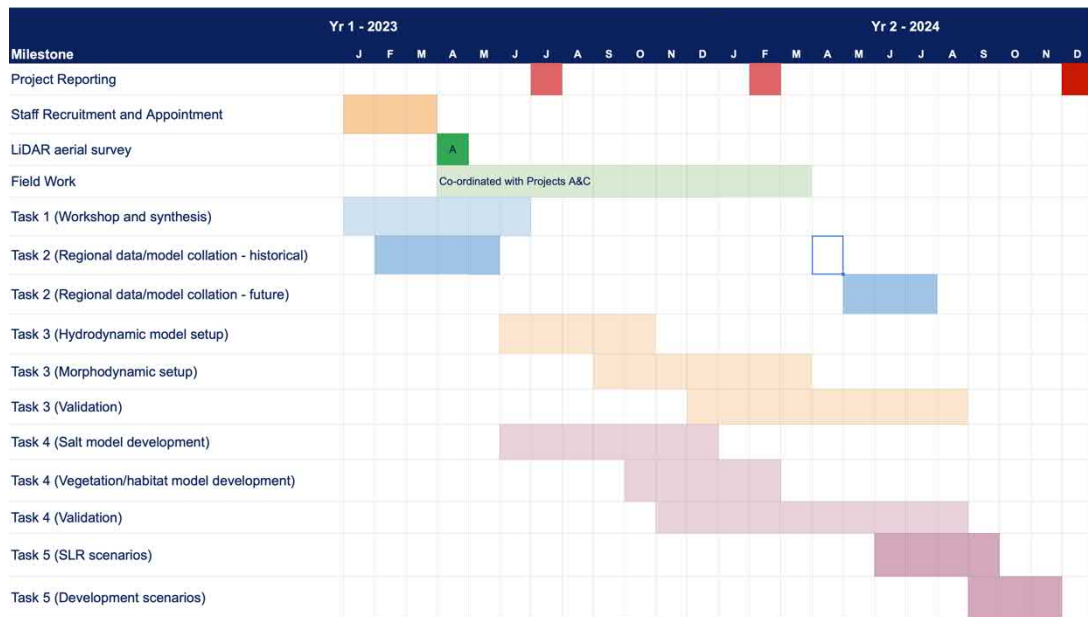 Yr 1 - 2023 Yr 2 - 2024
Milestone J F M A M J J A S O N D J F M A M J J A S O N D
Project Reporting
Staff Recruitment and Appointment
LiDAR aerial survey A
Field Work Co-ordinated with Projects A&C
Task 1 (Workshop and synthesis)
Task 2 (Regional data/model collation - historical)
Task 2 (Regional data/model collation - future)
Task 3 (Hydrodynamic model setup)
Task 3 (Morphodynamic setup)
Task 3 (Validation)
Task 4 (Salt model development)
Task 4 (Vegetation/habitat model development)
Task 4 (Validation)
Task 5 (SLR scenarios)
Task 5 (Development scenarios)